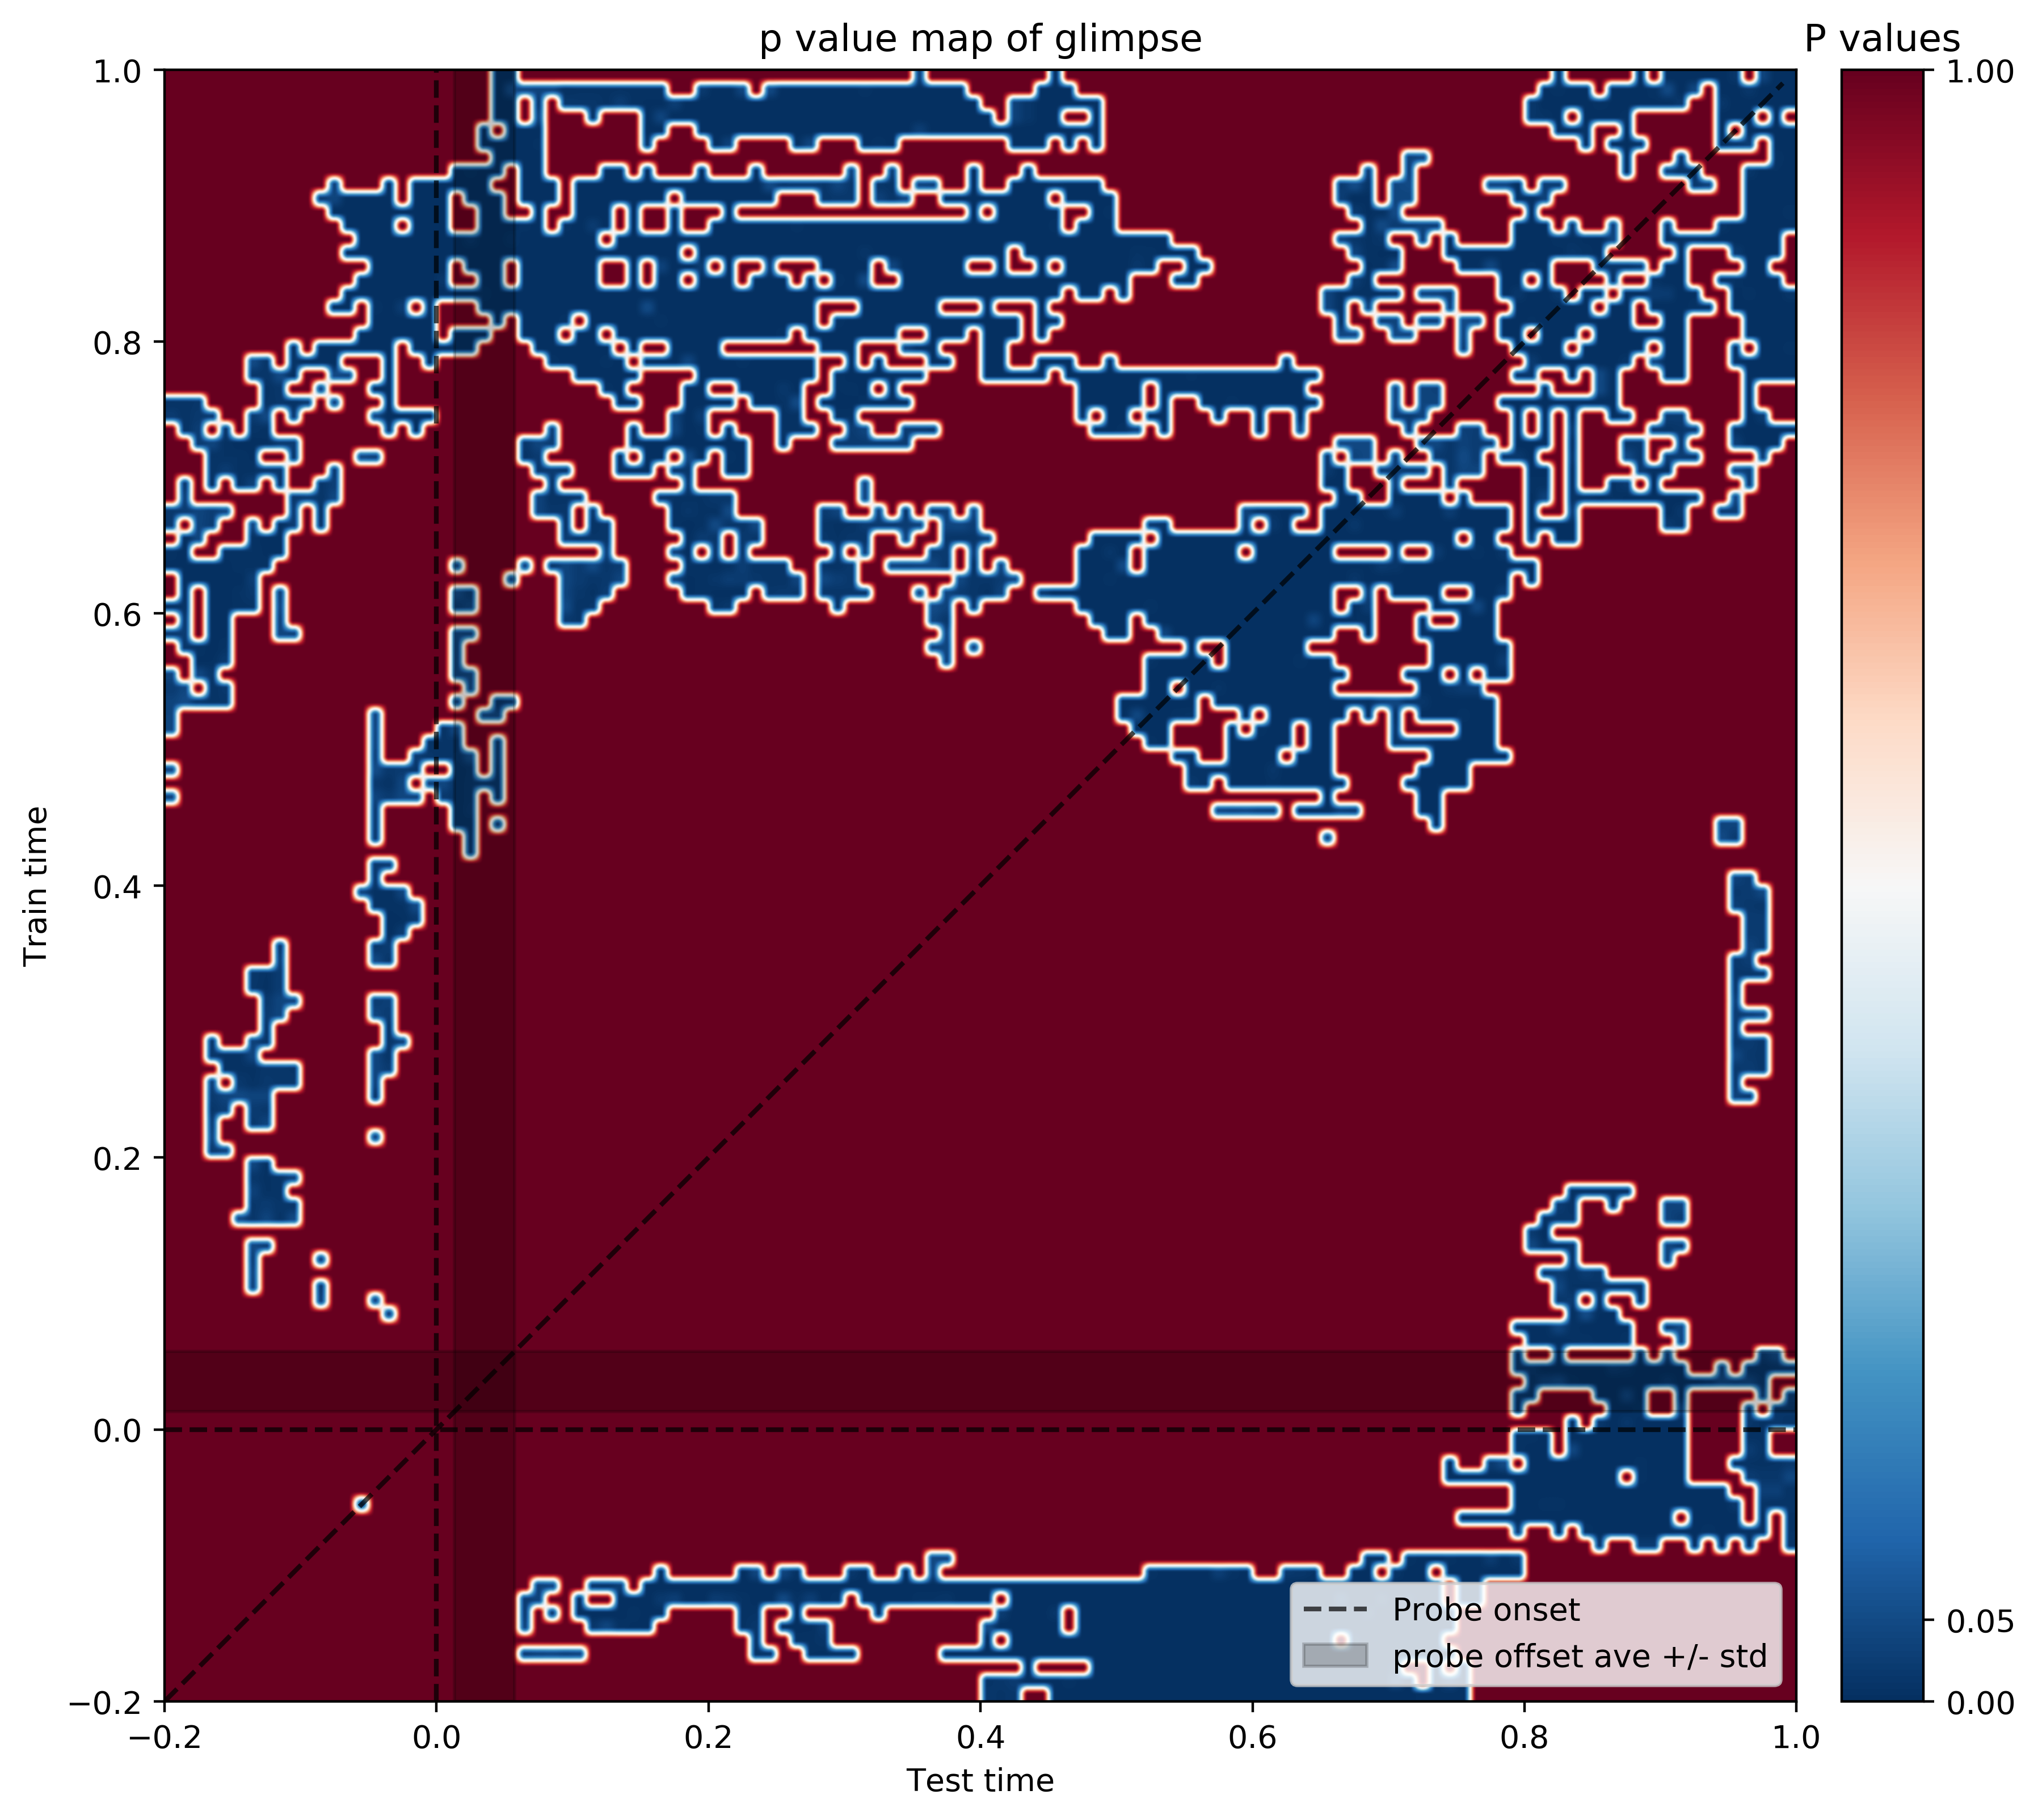 p value map of glimpse
P values
1.0
0.8
0.6
0.4
0.2
0.0
−0.2
Train time
−0.2
0.0
0.2
0.4
0.6
0.8
1.0
Test time
Probe onset
probe offset ave +/- std
1.00
0.05
0.00